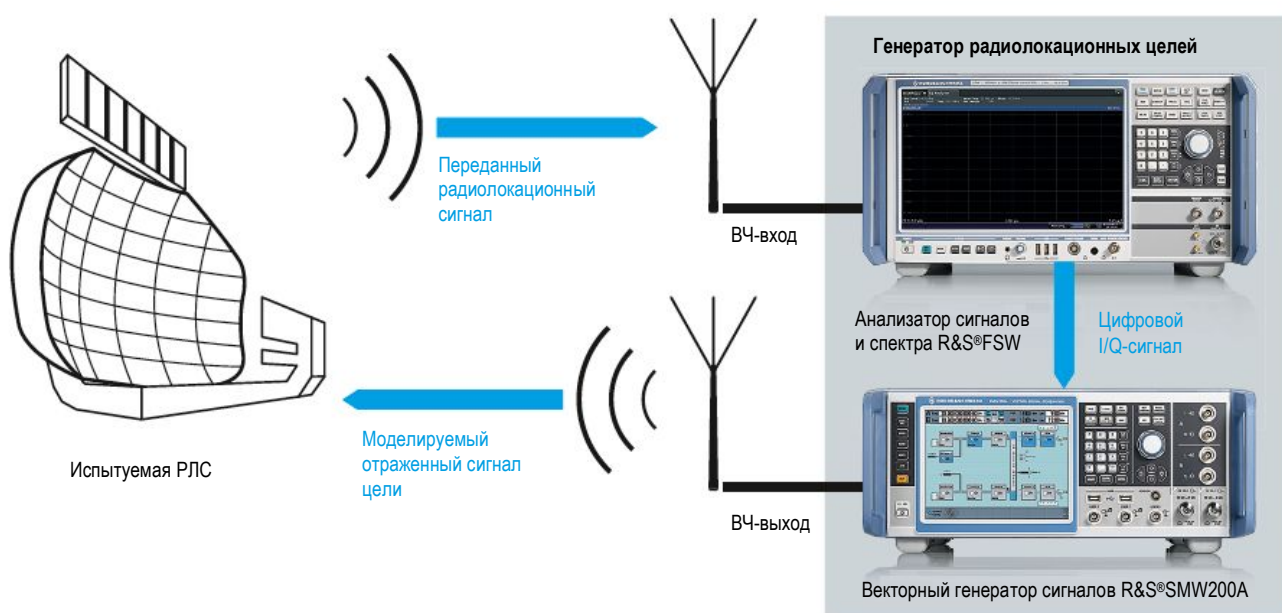 Генератор радиолокационных целей
Переданный
радиолокационный
сигнал
ВЧ-вход
Анализатор сигналов
и спектра R&S®FSW
Цифровой
I/Q-сигнал
Моделируемый
отраженный сигнал
цели
Испытуемая РЛС
ВЧ-выход
Векторный генератор сигналов R&S®SMW200A